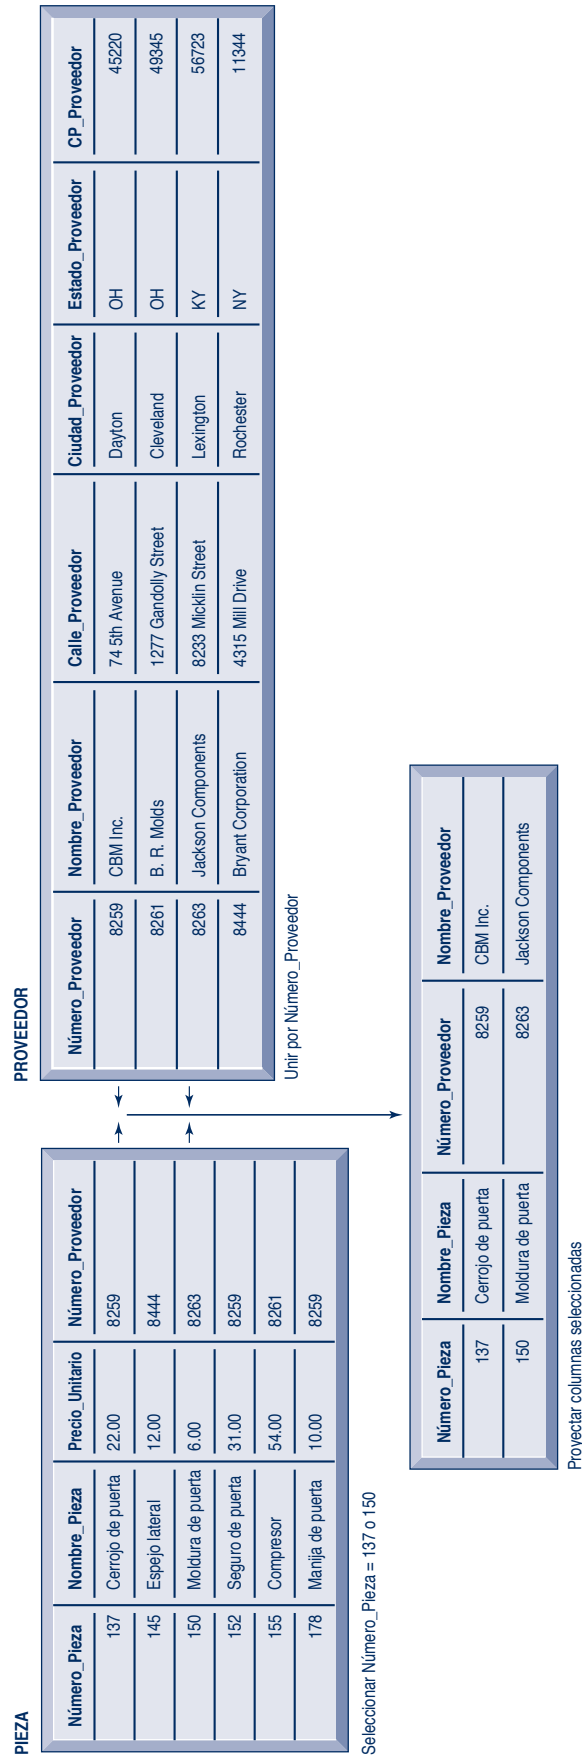 PIEZA
Número_Pieza Nombre_Pieza Precio_Unitario Número_Proveedor
137 Cerrojo de puerta 22.00 8259
145 Espejo lateral 12.00 8444
150 Moldura de puerta 6.00 8263
152 Seguro de puerta 31.00 8259
155 Compresor 54.00 8261
178 Manija de puerta 10.00 8259
Seleccionar Número_Pieza = 137 o 150
PROVEEDOR
Número_Proveedor Nombre_Proveedor Calle_Proveedor Ciudad_Proveedor Estado_Proveedor CP_Proveedor
8259 CBM Inc. 74 5th Avenue Dayton OH 45220
8261 B. R. Molds 1277 Gandolly Street Cleveland OH 49345
8263 Jackson Components 8233 Micklin Street Lexington KY 56723
8444 Bryant Corporation 4315 Mill Drive Rochester NY 11344
Unir por Número_Proveedor
Número_Pieza Nombre_Pieza Número_Proveedor Nombre_Proveedor
137 Cerrojo de puerta 8259 CBM Inc.
150 Moldura de puerta 8263 Jackson Components
Proyectar columnas seleccionadas